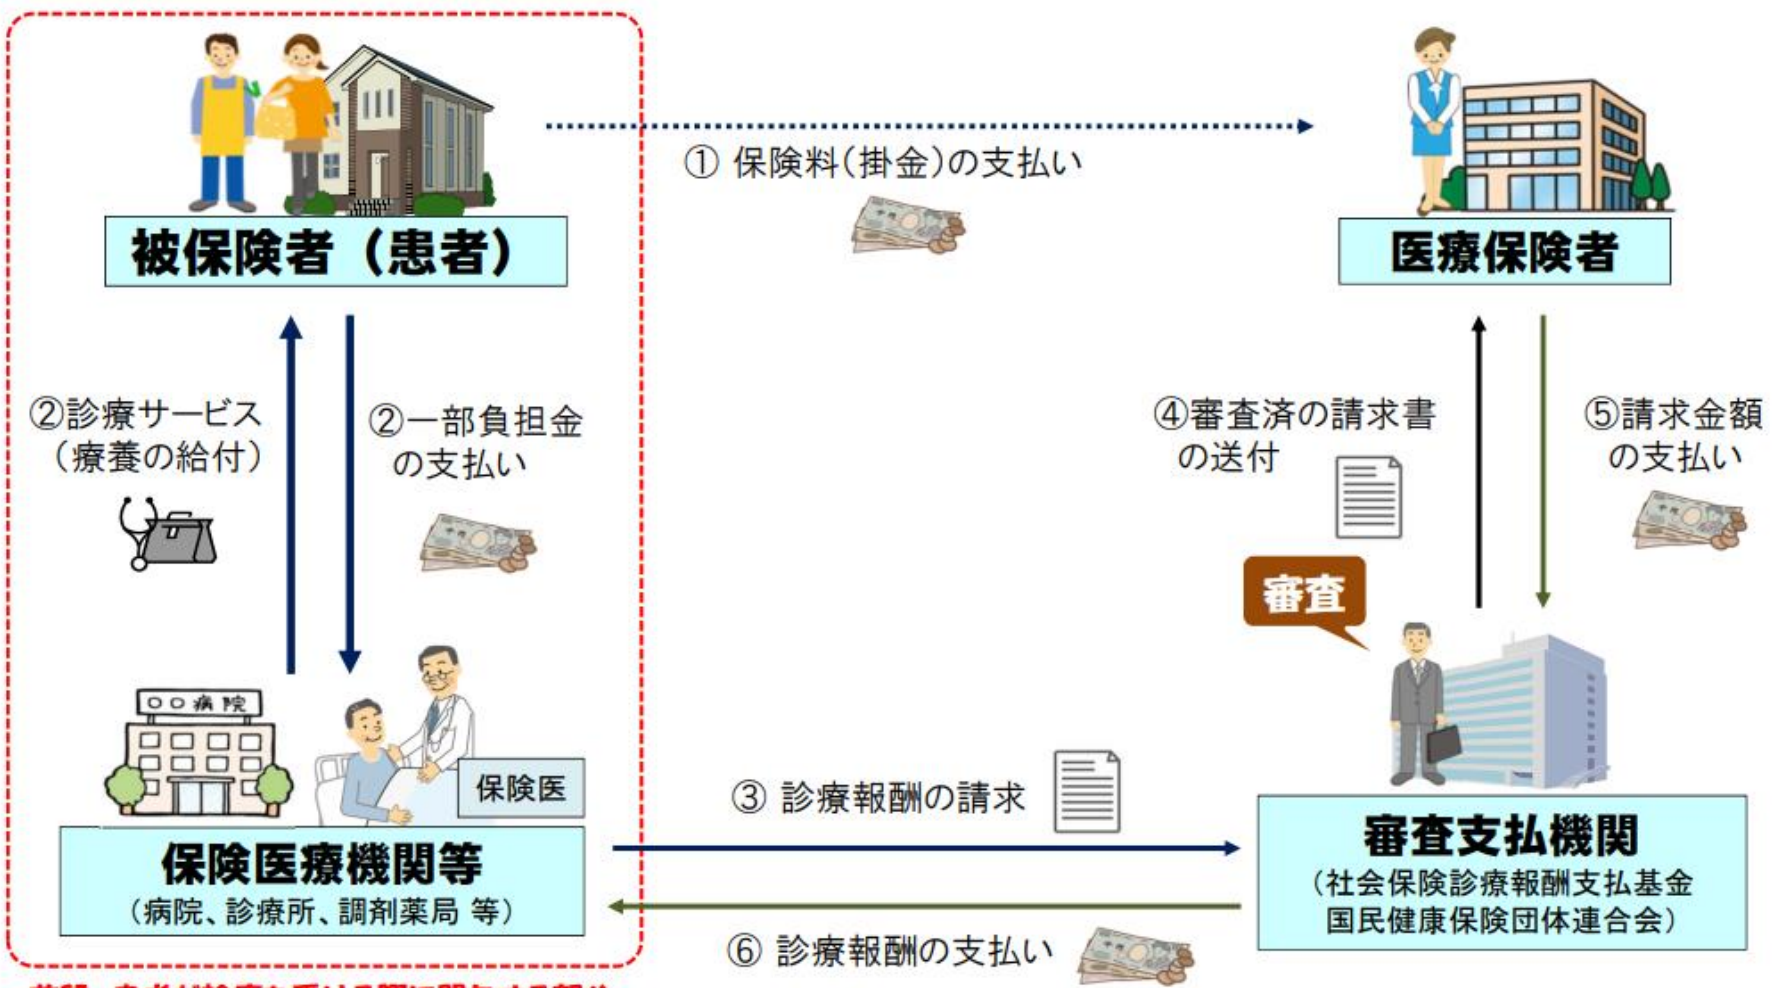 ① 保険料（掛金）の支払い
被保険者（患者）
医療保険者
②診療サービス
（療養の給付）
②一部負担金
の支払い
④審査済の請求書
の送付
⑤請求金額
の支払い
審査
〇〇病院
保険医
保険医療機関等
（病院、診療所、調剤薬局 等）
③ 診療報酬の請求
審査支払機関
（社会保険診療報酬支払基金
国民健康保険団体連合会）
⑥ 診療報酬の支払い